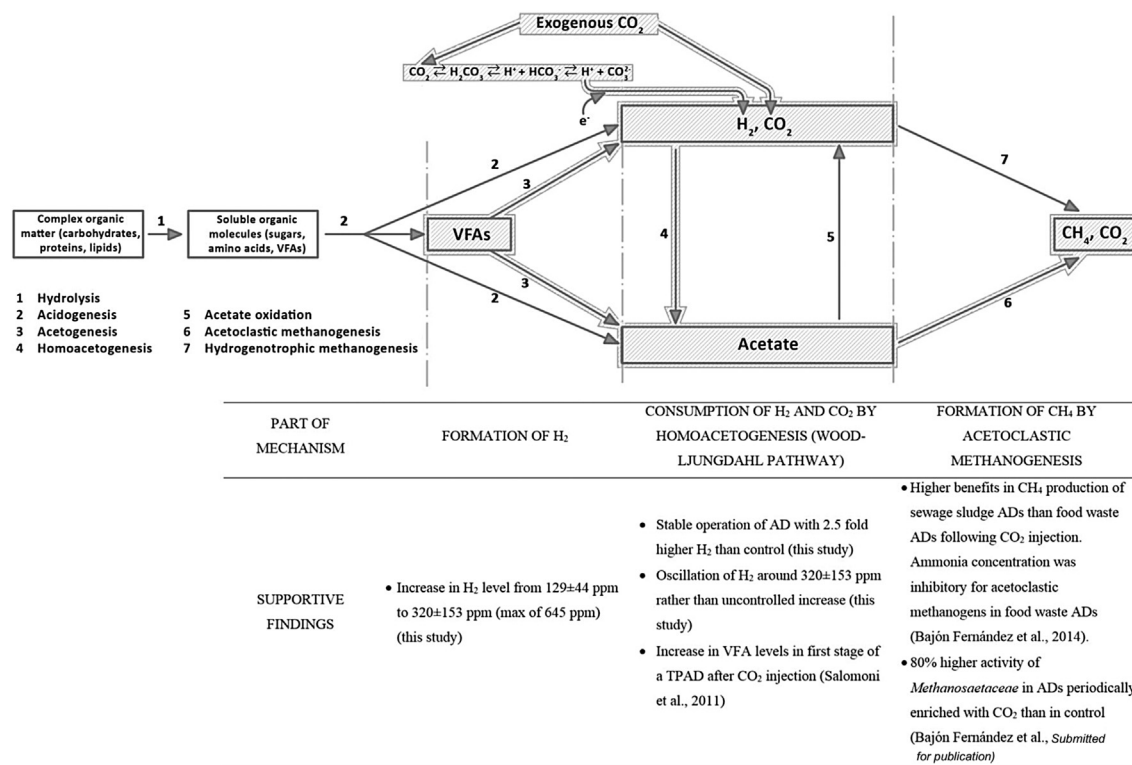 Exogenous CO₂
CO₂ ⇄ H₂CO₃ ⇄ H⁺ + HCO₃⁻ ⇄ H⁺ + CO₃²⁻
e⁻
H₂, CO₂
2
3
7
Complex organic
matter (carbohydrates,
proteins, lipids)
1
Soluble organic
molecules (sugars,
amino acids, VFAs)
2
VFAs
4
5
CH₄, CO₂
3
2
6
Acetate
1 Hydrolysis
2 Acidogenesis
3 Acetogenesis
4 Homoacetogenesis
5 Acetate oxidation
6 Acetoclastic methanogenesis
7 Hydrogenotrophic methanogenesis
PART OF
MECHANISM
FORMATION OF H₂
CONSUMPTION OF H₂ AND CO₂ BY
HOMOACETOGENESIS (WOOD-
LJUNGDAHL PATHWAY)
FORMATION OF CH₄ BY
ACETOCLASTIC
METHANOGENESIS
SUPPORTIVE
FINDINGS
• Increase in H₂ level from 129±44 ppm
to 320±153 ppm (max of 645 ppm)
(this study)
• Stable operation of AD with 2.5 fold
higher H₂ than control (this study)
• Oscillation of H₂ around 320±153 ppm
rather than uncontrolled increase (this
study)
• Increase in VFA levels in first stage of
a TPAD after CO₂ injection (Salomoni
et al., 2011)
• Higher benefits in CH₄ production of
sewage sludge ADs than food waste
ADs following CO₂ injection.
Ammonia concentration was
inhibitory for acetoclastic
methanogens in food waste ADs
(Bajón Fernández et al., 2014).
• 80% higher activity of
Methanosaetaceae in ADs periodically
enriched with CO₂ than in control
(Bajón Fernández et al., Submitted
for publication)